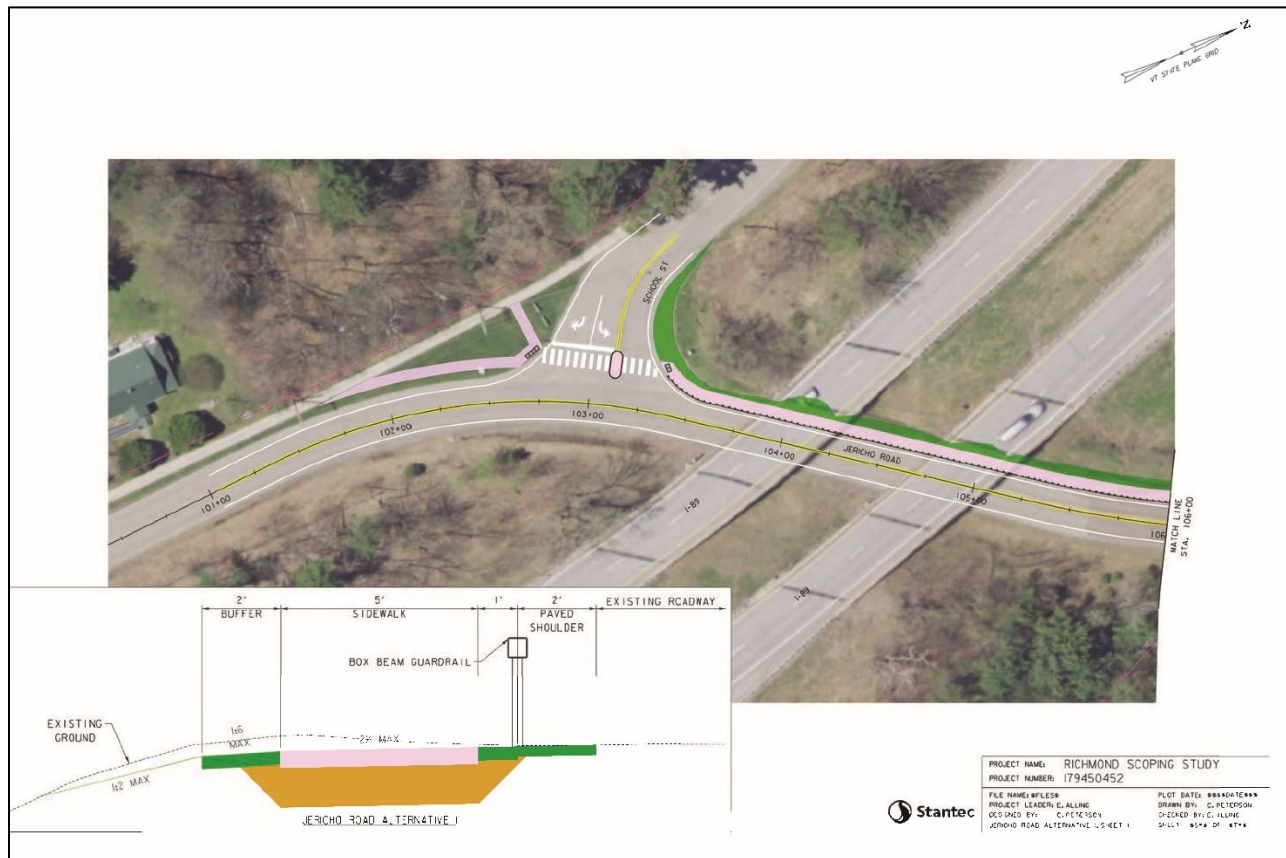 N
VT STATE PLANE GRID
SCHOOL ST
101+00
102+00
103+00
104+00
105+00
106
JERICHO ROAD
I-89
I-89
MATCH LINE
STA. 106+00
2'
5'
1'
2'
EXISTING ROADWAY
BUFFER
SIDEWALK
PAVED
SHOULDER
BOX BEAM GUARDRAIL
EXISTING
GROUND
1:6
MAX
2% MAX
1:2 MAX
JERICHO ROAD ALTERNATIVE 1
Stantec
PROJECT NAME: RICHMOND SCOPING STUDY
PROJECT NUMBER: 179450452
FILE NAME: $FILE$ PLOT DATE:
PROJECT LEADER: E. ALLING DRAWN BY: C. PETERSON
DESIGNED BY: C. PETERSON CHECKED BY: E. ALLING
JERICHO ROAD ALTERNATIVE 1, SHEET 1 SHEET OF